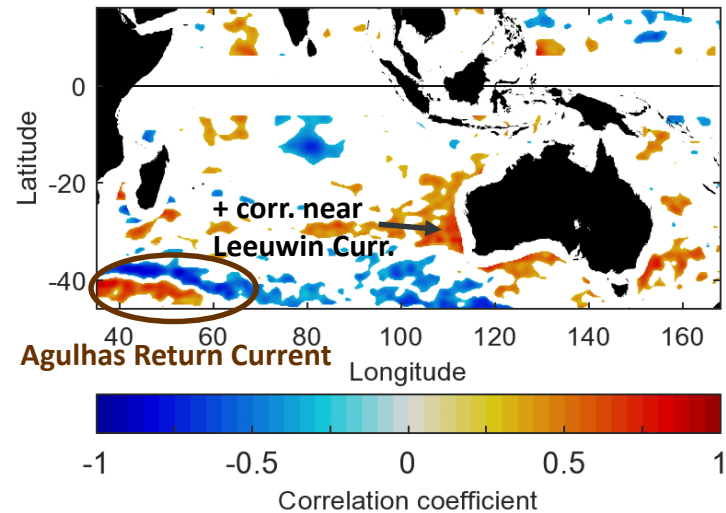 0
-20
-40
Latitude
+ corr. near
Leeuwin Curr.
40 60 80 100 120 140 160
Agulhas Return Current
Longitude
-1 -0.5 0 0.5 1
Correlation coefficient